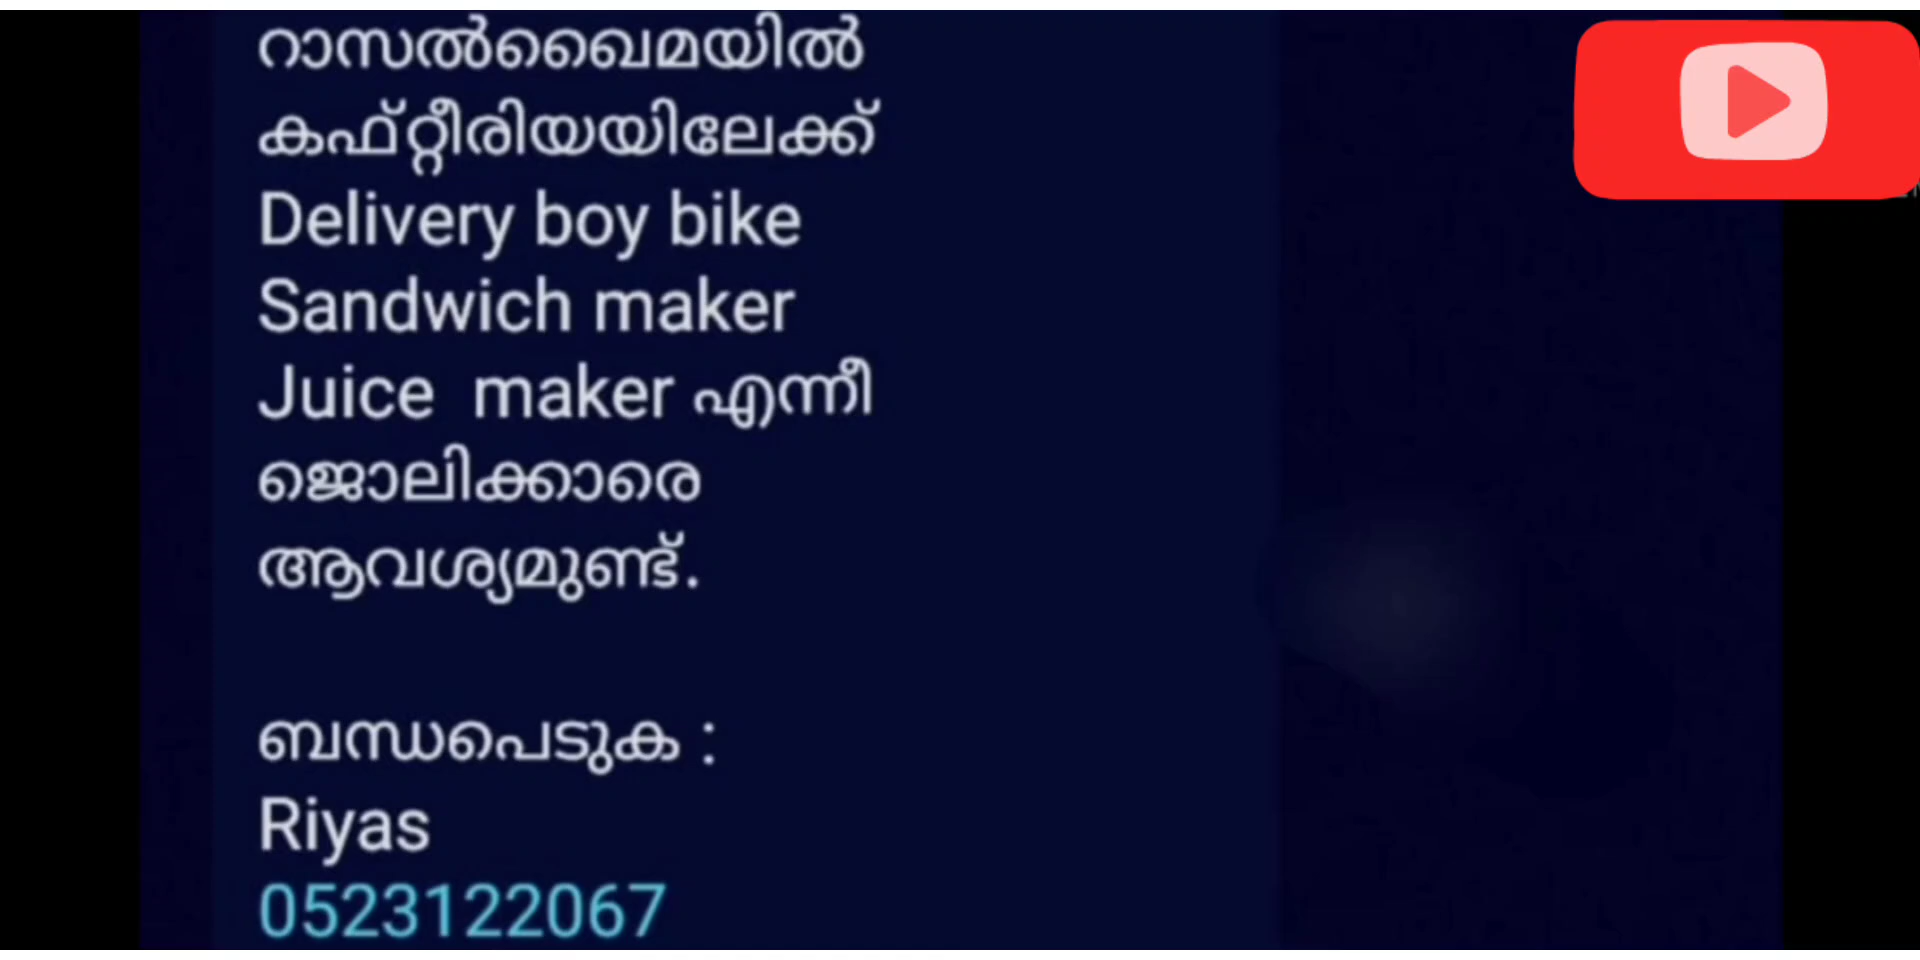 റാസൽഖൈമയിൽ
കഫ്റ്റീരിയയിലേക്ക്
Delivery boy bike
Sandwich maker
Juice  maker എന്നീ
ജൊലിക്കാരെ
ആവശ്യമുണ്ട്.
ബന്ധപെടുക :
Riyas
0523122067